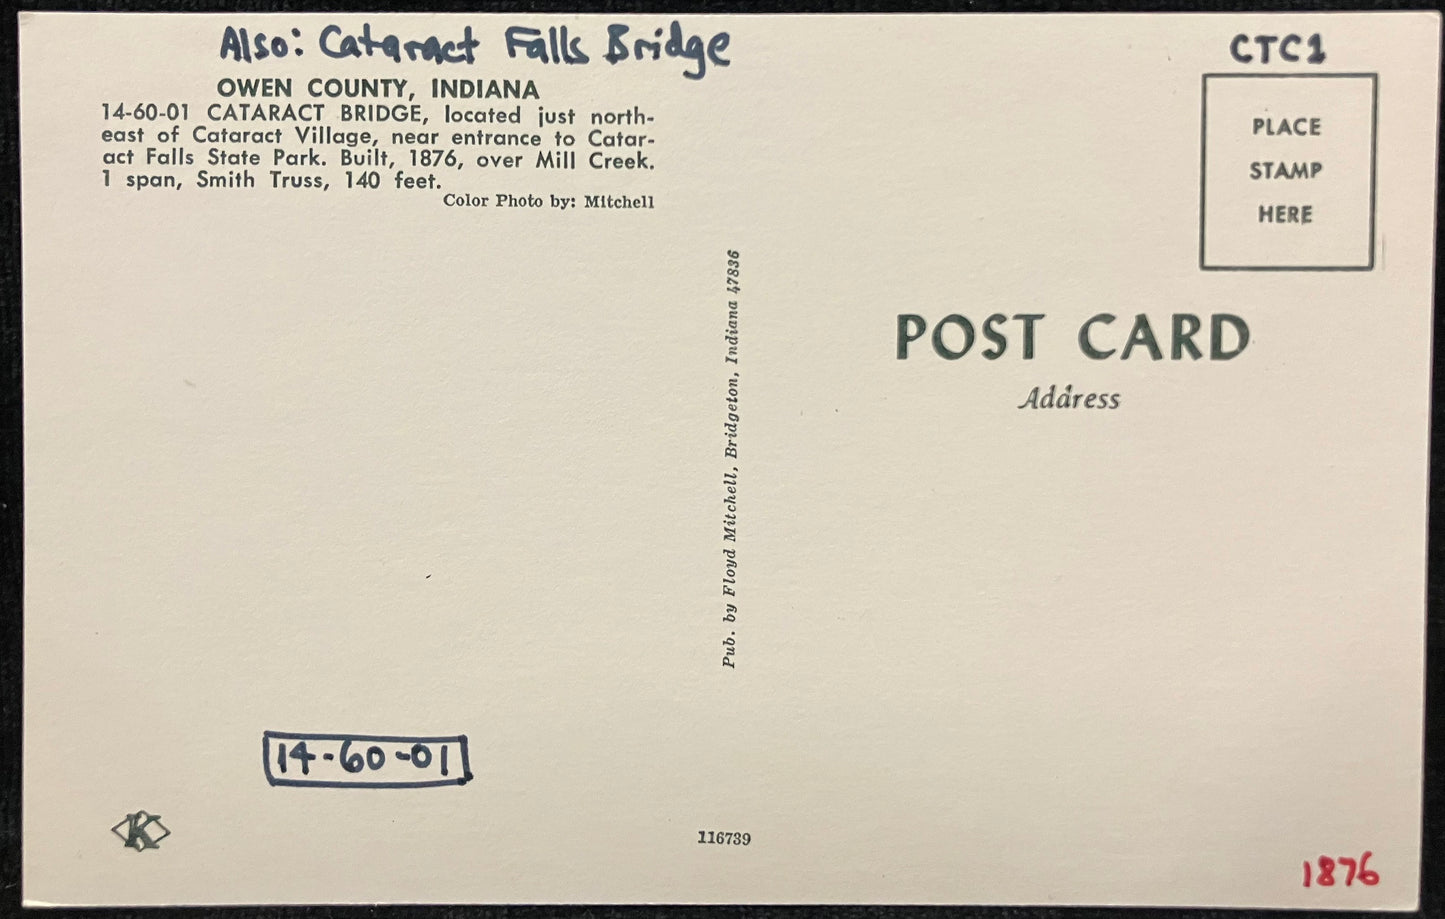 Also: Cataract Falls Bridge
OWEN COUNTY, INDIANA
14-60-01 CATARACT BRIDGE, located just north-
east of Cataract Village, near entrance to Catar-
act Falls State Park. Built, 1876, over Mill Creek.
1 span, Smith Truss, 140 feet.
Color Photo by: Mitchell
CTC1
PLACE
STAMP
HERE
Pub. by Floyd Mitchell, Bridgeton, Indiana 47836
POST CARD
Address
14-60-01
K
116739
1876